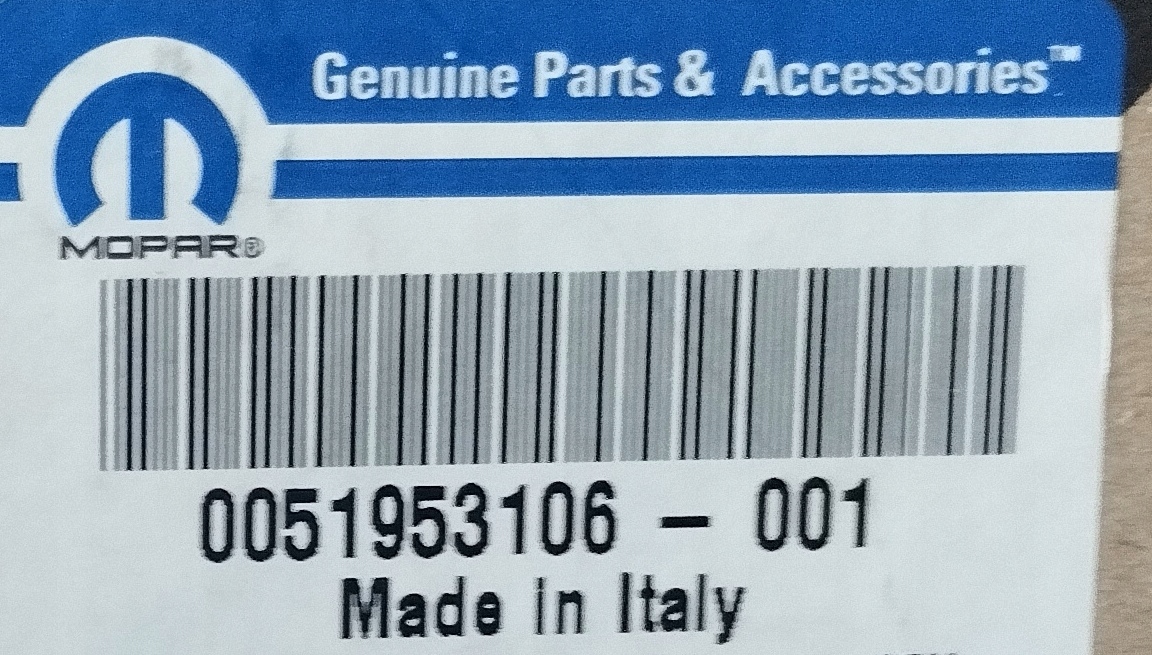 Genuine Parts & Accessories™
MOPAR®
0051953106 – 001
Made in Italy